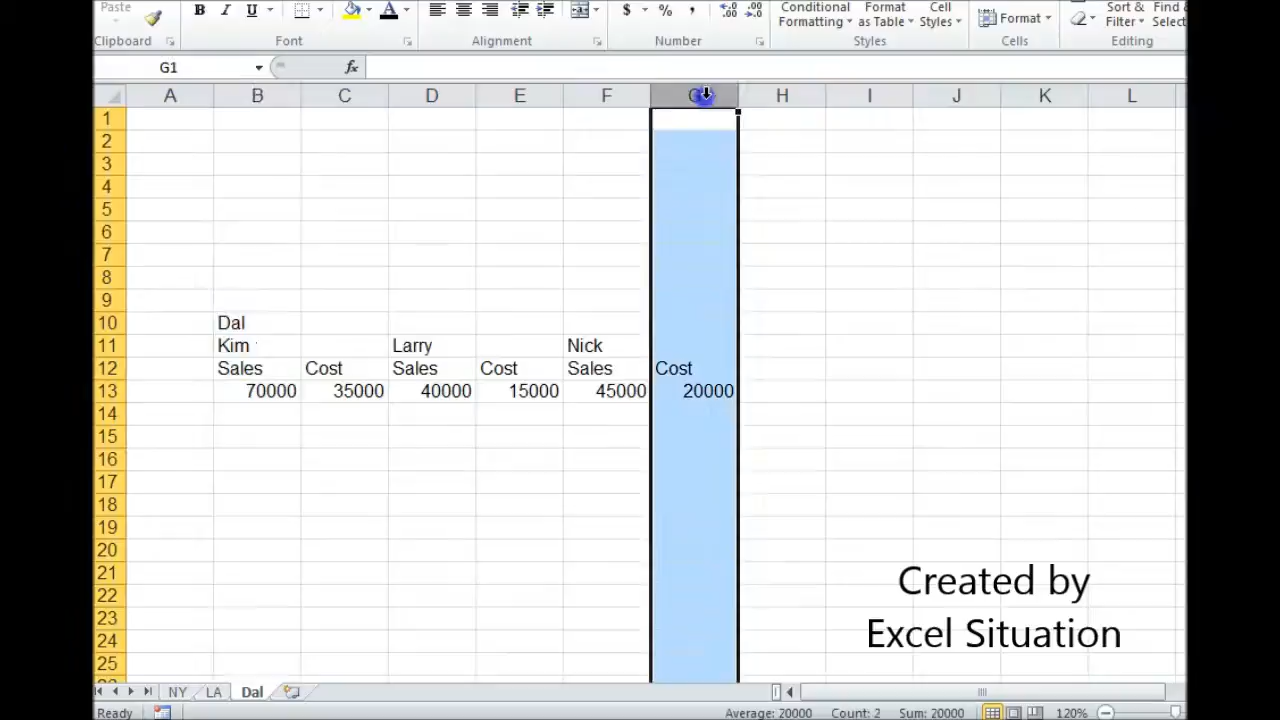 Paste
B I U A $ % ,
Conditional Format Cell Sort & Find &
Formatting as Table Styles Format Filter Select
Clipboard Font Alignment Number Styles Cells Editing
G1 fx
A B C D E F G H I J K L
1
2
3
4
5
6
7
8
9
10 Dal
11 Kim Larry Nick
12 Sales Cost Sales Cost Sales Cost
13 70000 35000 40000 15000 45000 20000
14
15
16
17
18
19
20
21
22
23
24
25
Created by
Excel Situation
NY LA Dal
Ready Average: 20000 Count: 2 Sum: 20000 120%